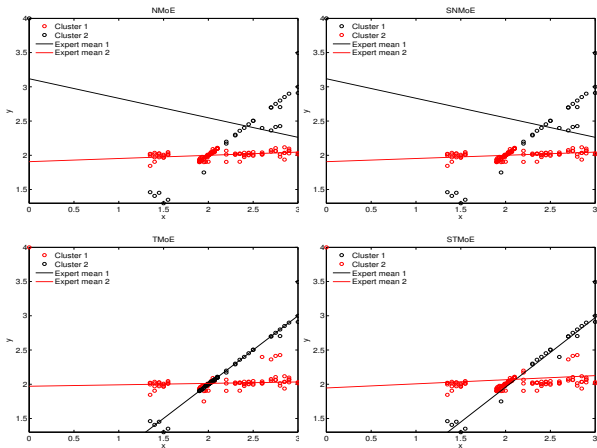 NMoE
Cluster 1
Cluster 2
Expert mean 1
Expert mean 2
4
3.5
3
2.5
2
1.5
y
0
0.5
1
1.5
2
2.5
3
x
SNMoE
Cluster 1
Cluster 2
Expert mean 1
Expert mean 2
4
3.5
3
2.5
2
1.5
y
0
0.5
1
1.5
2
2.5
3
x
TMoE
Cluster 1
Cluster 2
Expert mean 1
Expert mean 2
4
3.5
3
2.5
2
1.5
y
0
0.5
1
1.5
2
2.5
3
x
STMoE
Cluster 1
Cluster 2
Expert mean 1
Expert mean 2
4
3.5
3
2.5
2
1.5
y
0
0.5
1
1.5
2
2.5
3
x